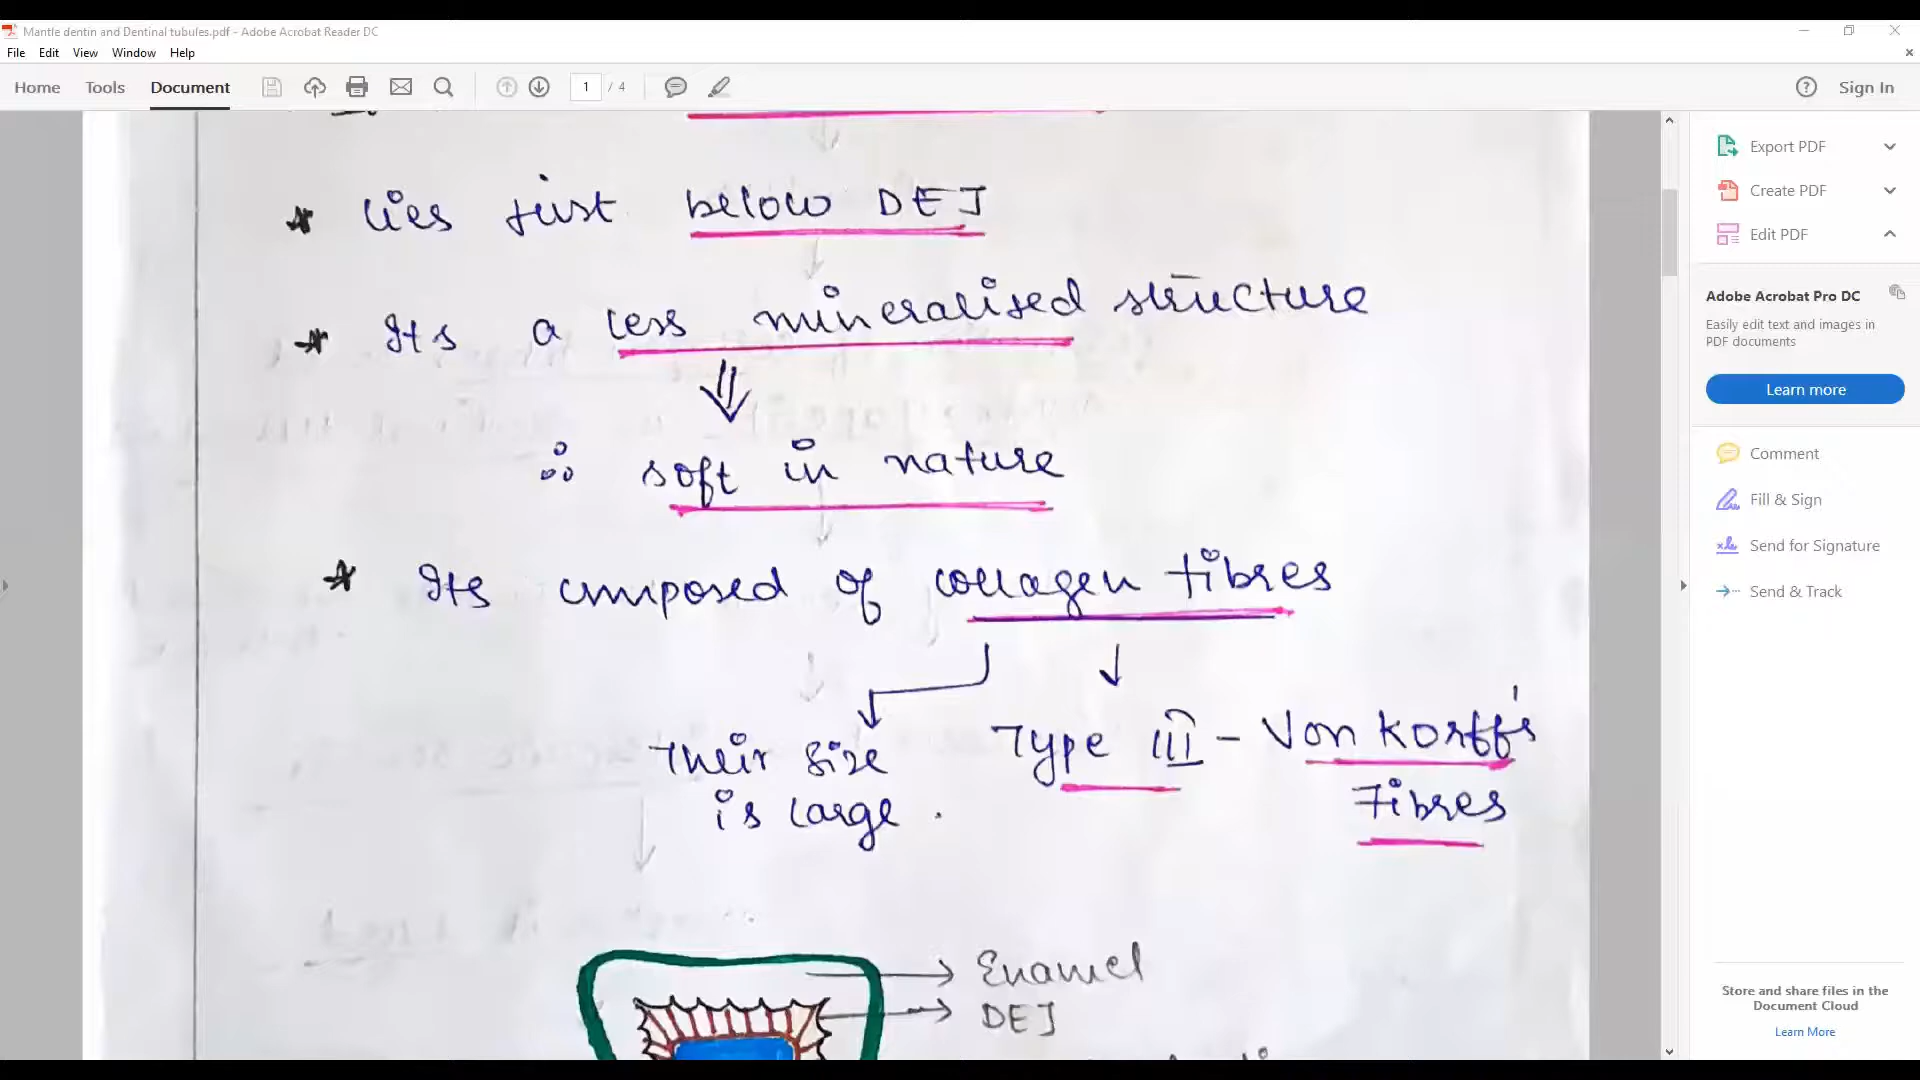 Mantle dentin and Dentinal tubules.pdf - Adobe Acrobat Reader DC
File Edit View Window Help
Home Tools Document 1 / 4 Sign In
lies just below DEJ
Its a less mineralised structure
∴ soft in nature
Its composed of collagen fibres
Their size Type III - Von Korff's
is large. Fibres
Enamel
DEJ
Export PDF
Create PDF
Edit PDF
Adobe Acrobat Pro DC
Easily edit text and images in
PDF documents
Learn more
Comment
Fill & Sign
Send for Signature
Send & Track
Store and share files in the
Document Cloud
Learn More